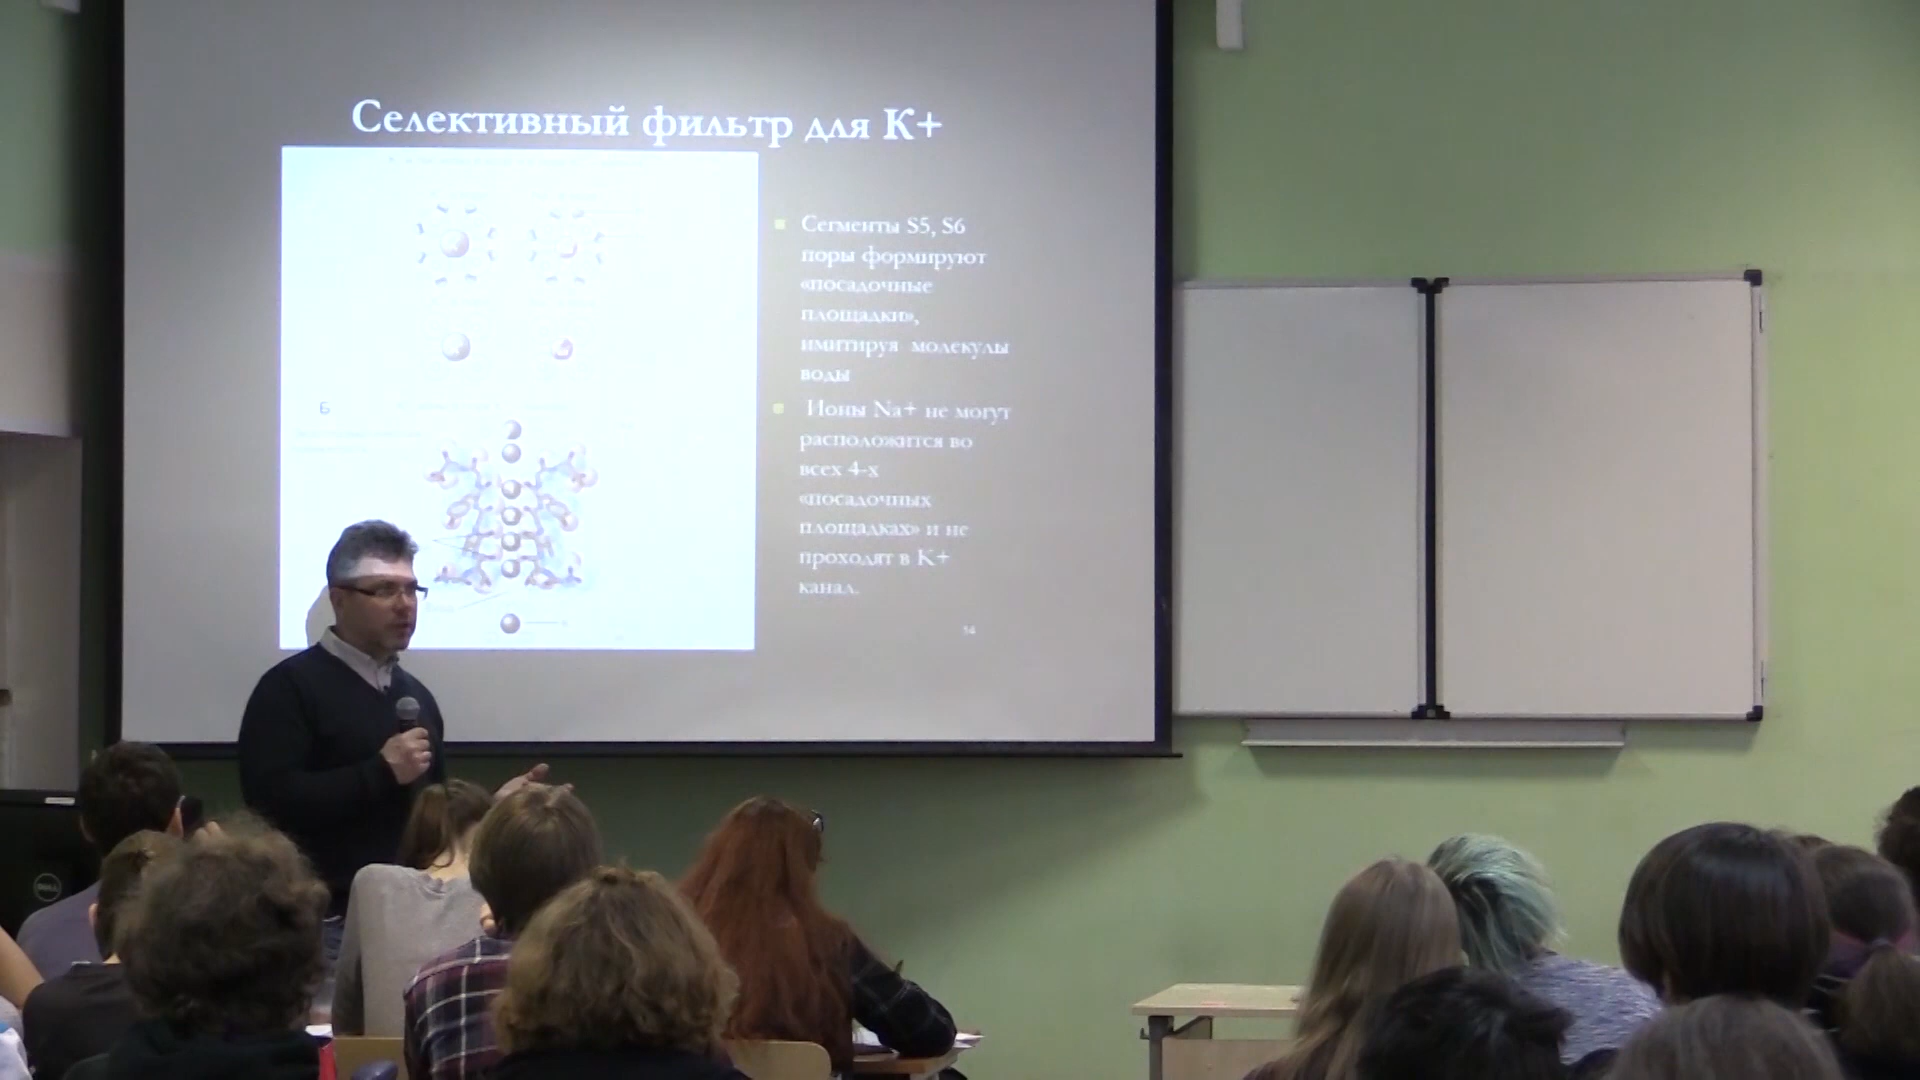 Селективный фильтр для К+
Сегменты S5, S6
поры формируют
«посадочные
площадки»,
имитируя молекулы
воды
Ионы Na+ не могут
расположится во
всех 4-х
«посадочных
площадках» и не
проходят в К+
канал.
Б
14
DELL